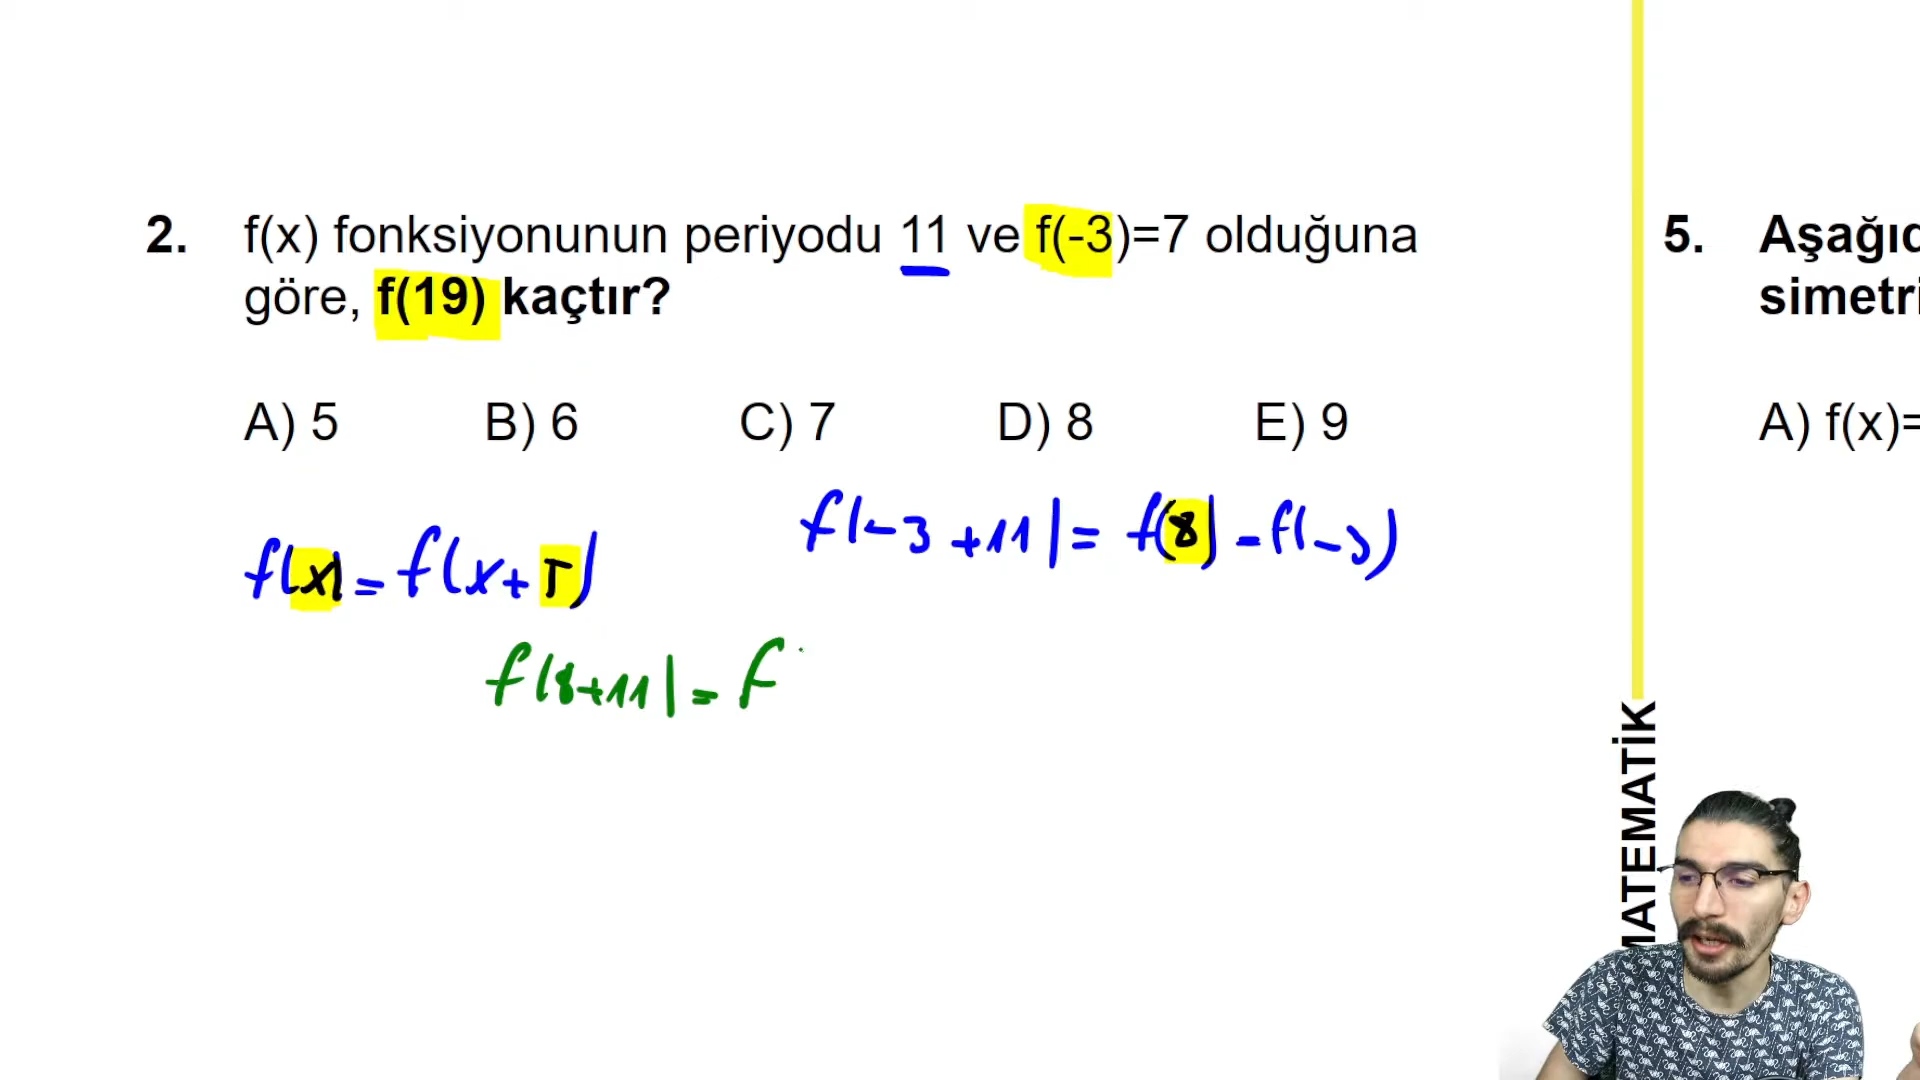 2. f(x) fonksiyonunun periyodu 11 ve f(-3)=7 olduğuna
göre, f(19) kaçtır?
A) 5 B) 6 C) 7 D) 8 E) 9
f(-3+11)=f(8)=f(-3)
f(x)=f(x+T)
f(8+11)=f
MATEMATİK
5. Aşağıd
simetri
A) f(x)=